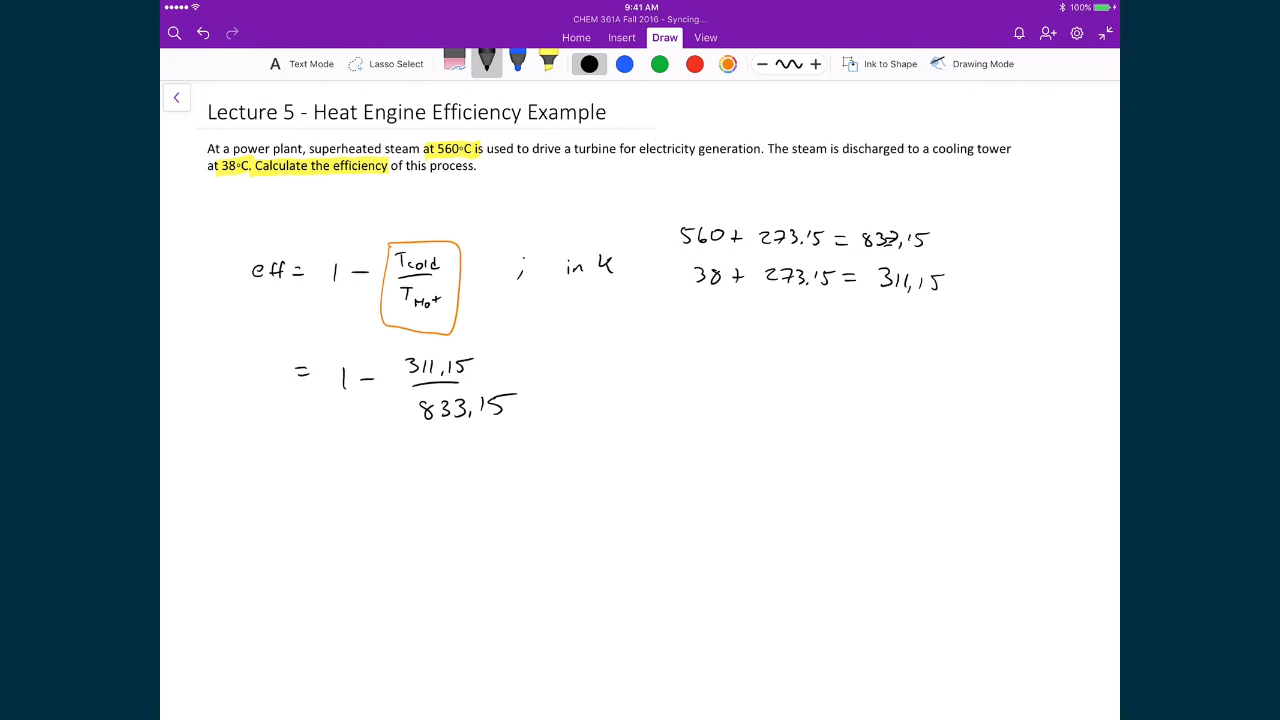 9:41 AM
100%
CHEM 361A Fall 2016 - Syncing...
Home Insert Draw View
A Text Mode Lasso Select Ink to Shape Drawing Mode
Lecture 5 - Heat Engine Efficiency Example
At a power plant, superheated steam at 560°C is used to drive a turbine for electricity generation. The steam is discharged to a cooling tower
at 38°C. Calculate the efficiency of this process.
560 + 273.15 = 833.15
38 + 273.15 = 311.15
eff = 1 - Tcold / THot ; in K
= 1 - 311.15 / 833.15